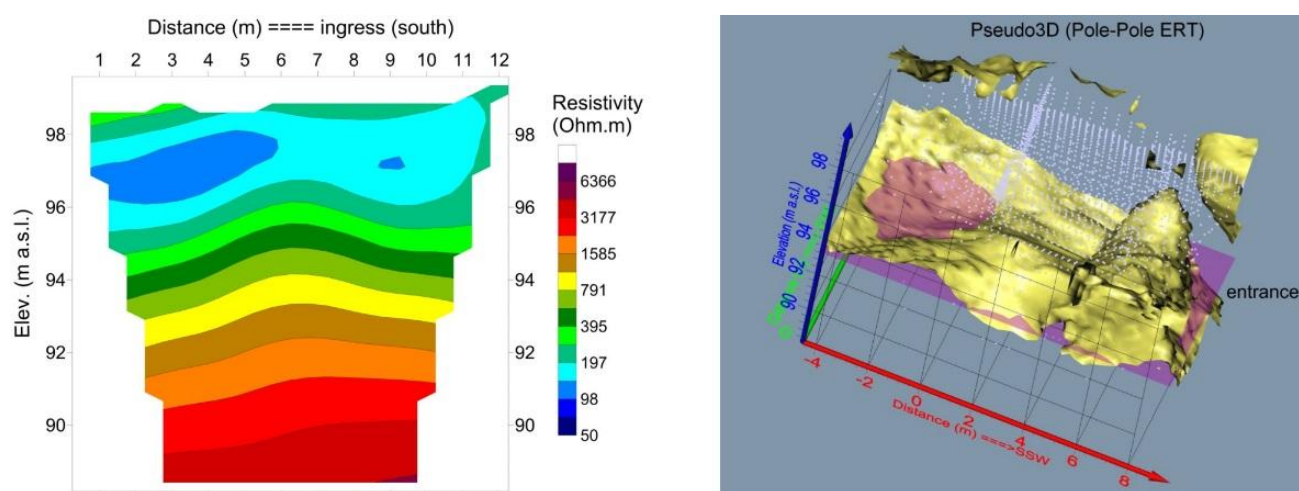 Distance (m) ==== ingress (south)
1 2 3 4 5 6 7 8 9 10 11 12
Elev. (m a.s.l.)
98
96
94
92
90
98
96
94
92
90
Resistivity
(Ohm.m)
6366
3177
1585
791
395
197
98
50
Pseudo3D (Pole-Pole ERT)
98
96
94
92
90
Elevation (m a.s.l.)
entrance
-4 -2 0 2 4 6 8
Distance (m) ===>SSW